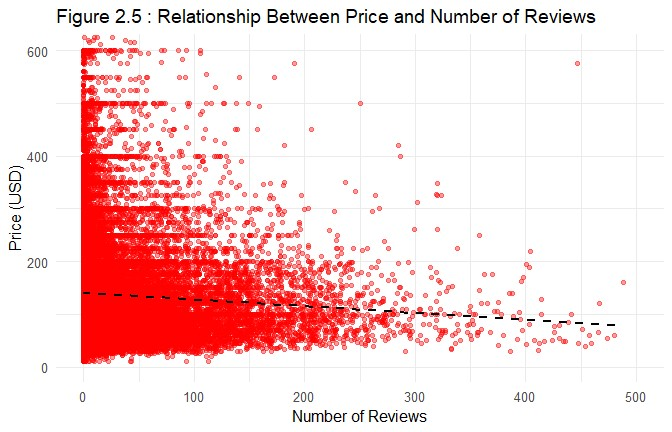 Figure 2.5 : Relationship Between Price and Number of Reviews
600
400
200
0
Price (USD)
0 100 200 300 400 500
Number of Reviews